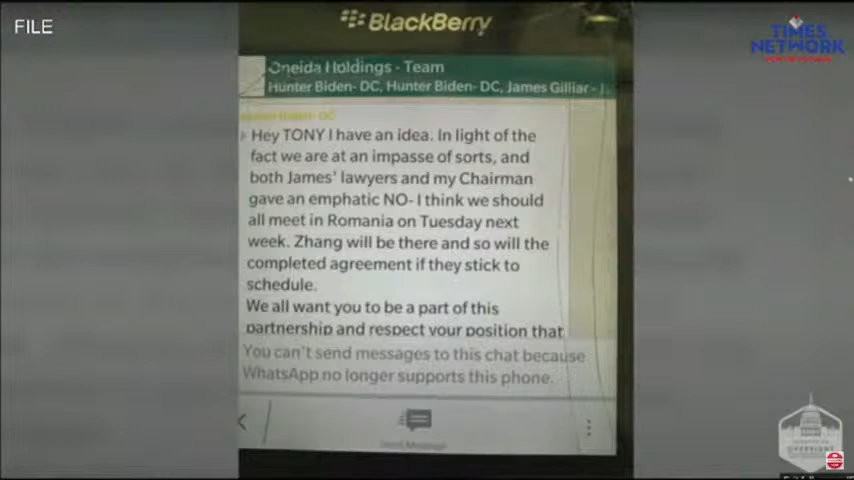 FILE
BlackBerry
TIMES
NETWORK
Oneida Holdings - Team
Hunter Biden- DC, Hunter Biden- DC, James Gilliar - J
Hunter Biden- DC
Hey TONY I have an idea. In light of the
fact we are at an impasse of sorts, and
both James' lawyers and my Chairman
gave an emphatic NO- I think we should
all meet in Romania on Tuesday next
week. Zhang will be there and so will the
completed agreement if they stick to
schedule.
We all want you to be a part of this
partnership and respect your position that
You can't send messages to this chat because
WhatsApp no longer supports this phone.
OVERSIGHT